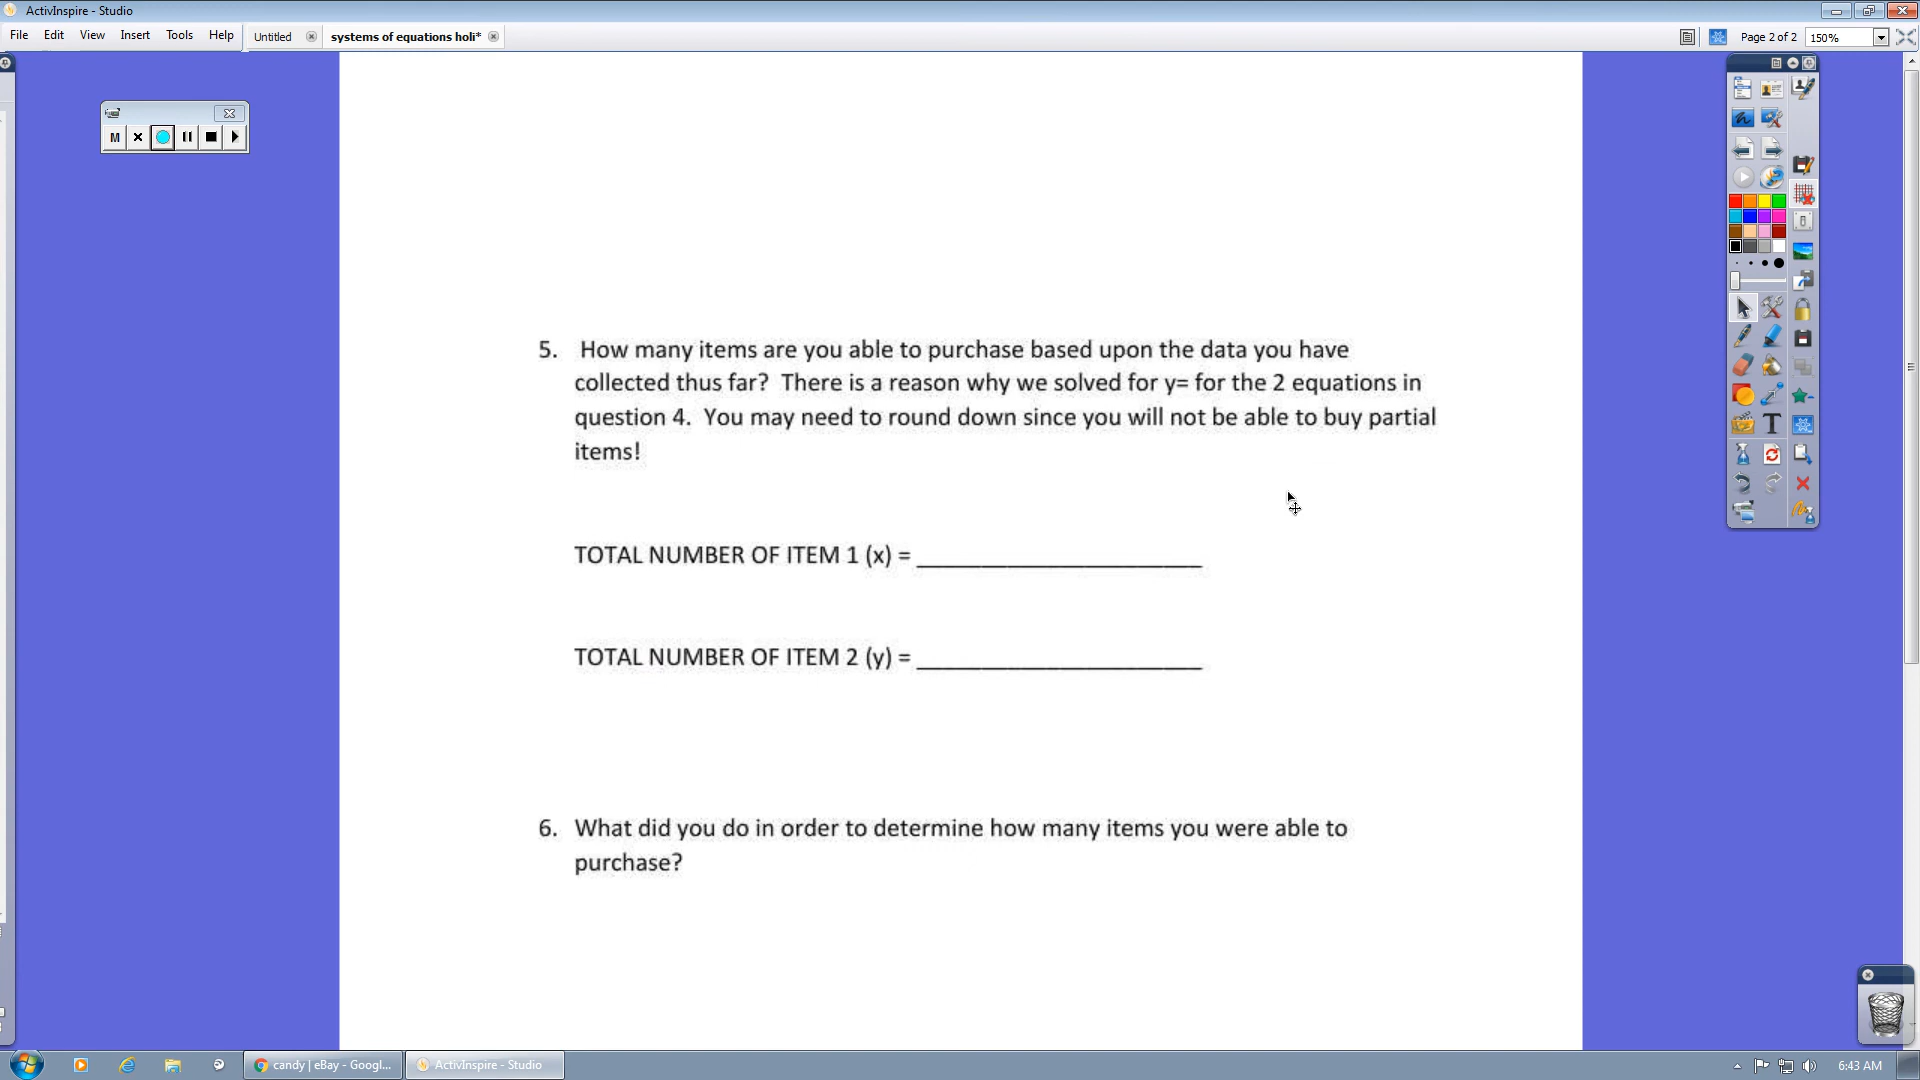 ActivInspire - Studio
File Edit View Insert Tools Help Untitled systems of equations holi* Page 2 of 2 150%
M
5. How many items are you able to purchase based upon the data you have
collected thus far? There is a reason why we solved for y= for the 2 equations in
question 4. You may need to round down since you will not be able to buy partial
items!
TOTAL NUMBER OF ITEM 1 (x) = ______________________
TOTAL NUMBER OF ITEM 2 (y) = ______________________
6. What did you do in order to determine how many items you were able to
purchase?
candy | eBay - Googl... ActivInspire - Studio 6:43 AM